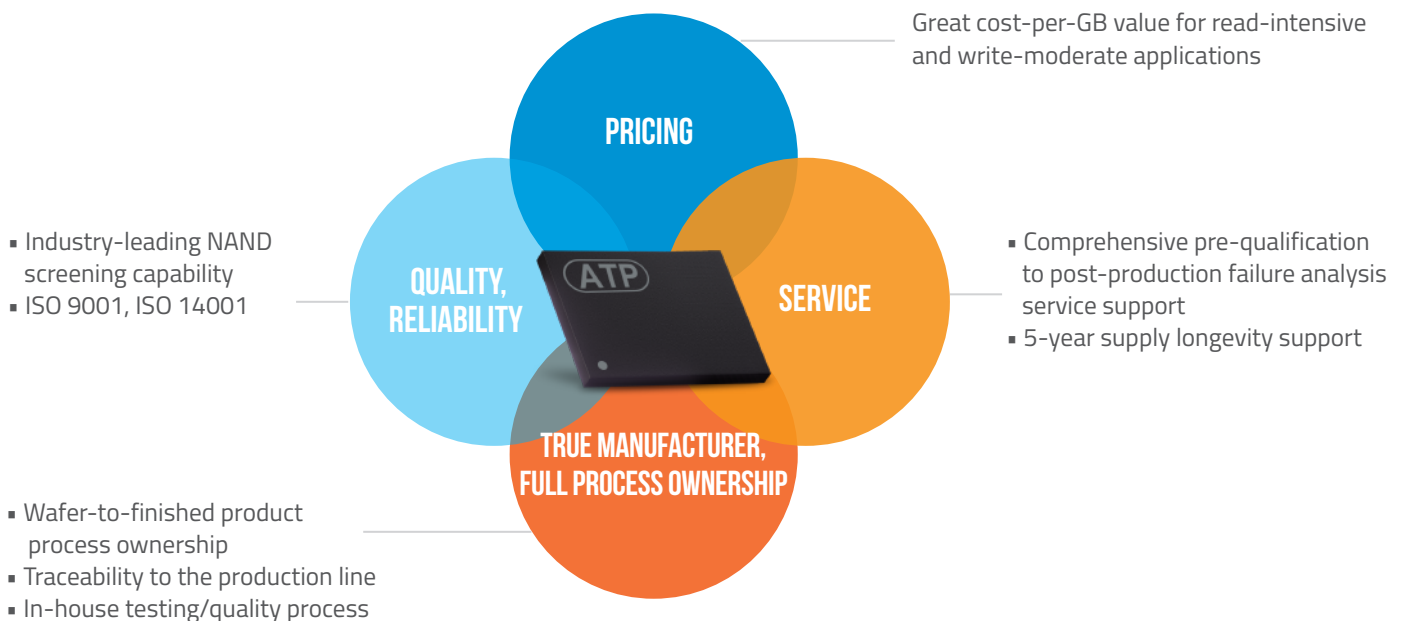 Great cost-per-GB value for read-intensive
and write-moderate applications
PRICING
▪ Industry-leading NAND
screening capability
▪ ISO 9001, ISO 14001
QUALITY,
RELIABILITY
ATP
SERVICE
▪ Comprehensive pre-qualification
to post-production failure analysis
service support
▪ 5-year supply longevity support
TRUE MANUFACTURER,
FULL PROCESS OWNERSHIP
▪ Wafer-to-finished product
process ownership
▪ Traceability to the production line
▪ In-house testing/quality process